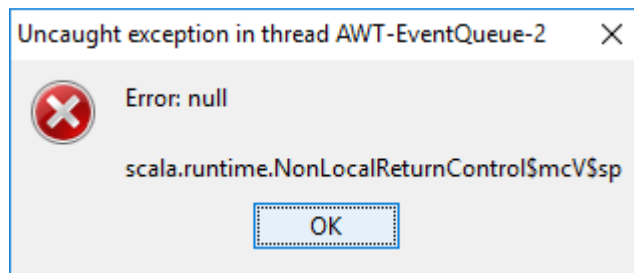 Uncaught exception in thread AWT-EventQueue-2
Error: null
scala.runtime.NonLocalReturnControl$mcV$sp
OK